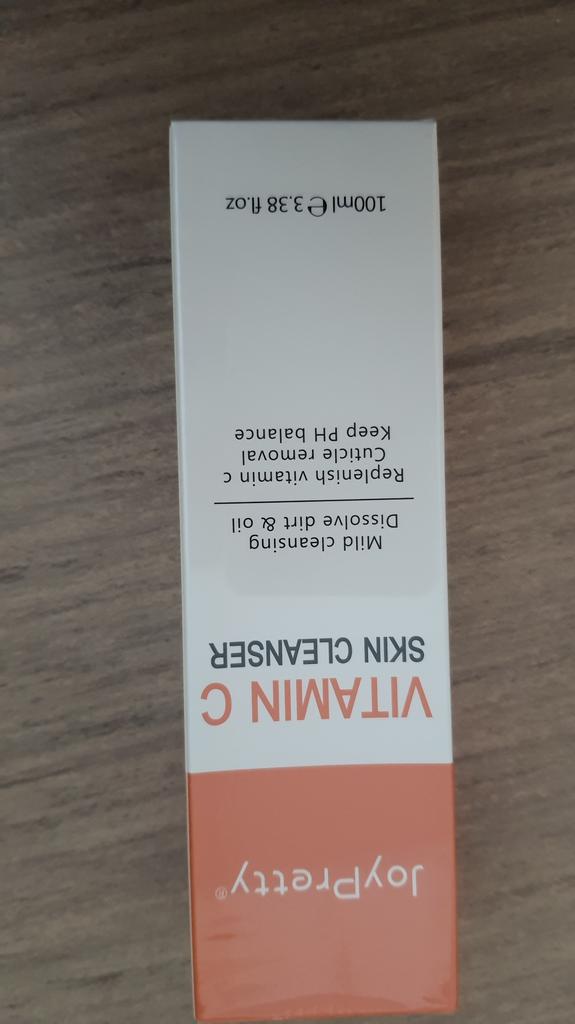 JoyPretty®
VITAMIN C
SKIN CLEANSER
Mild cleansing
Dissolve dirt & oil
Replenish vitamin c
Cuticle removal
Keep PH balance
100ml ℮ 3.38 fl.oz